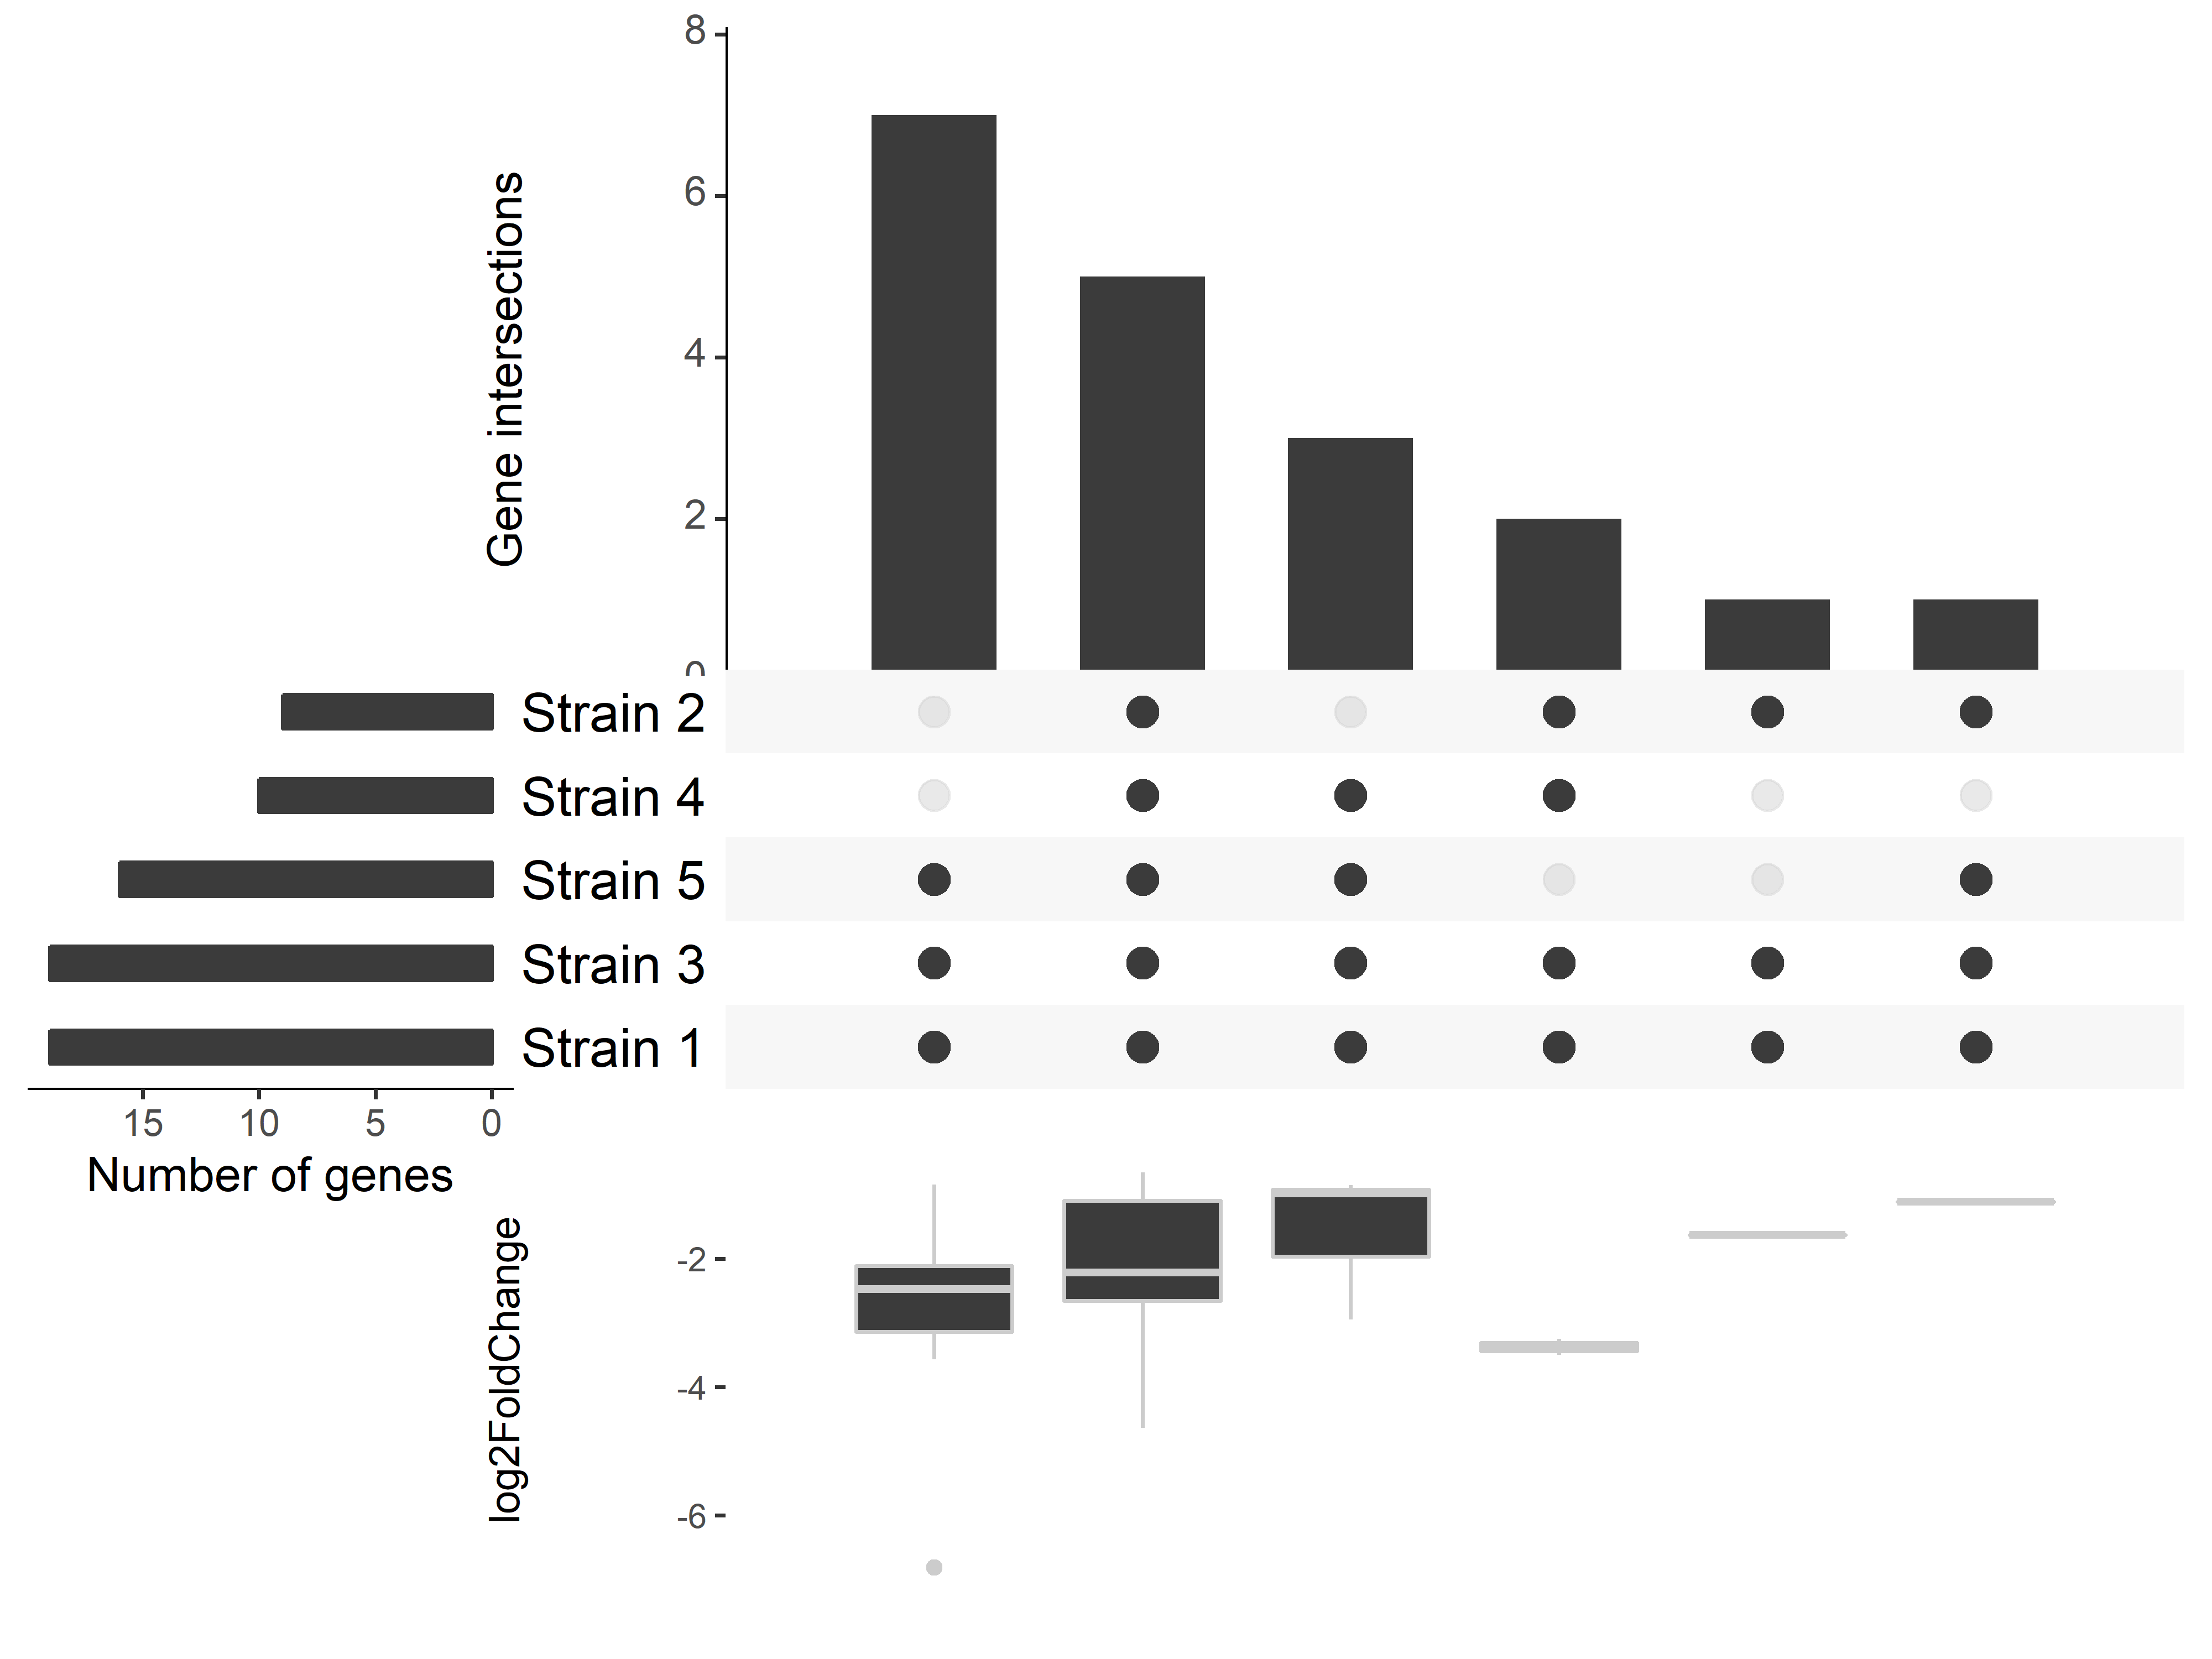 8
6
4
2
0
Gene intersections
Strain 2
Strain 4
Strain 5
Strain 3
Strain 1
15 10 5 0
Number of genes
log2FoldChange
-2
-4
-6